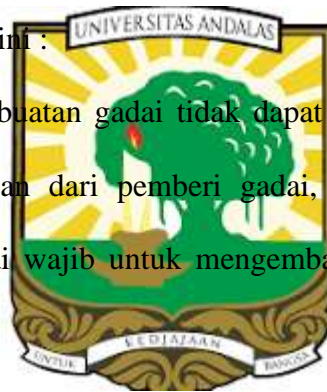 UNIVERSITAS ANDALAS
ini :
buatan gadai tidak dapat
an dari pemberi gadai,
i wajib untuk mengemba
KEDJAJAAN
UNTUK BANGSA